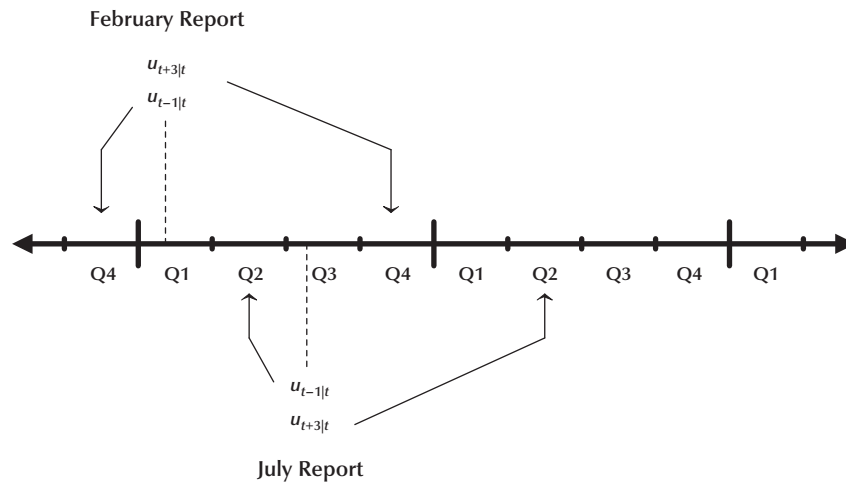 February Report
u_{t+3|t}
u_{t−1|t}
Q4 Q1 Q2 Q3 Q4 Q1 Q2 Q3 Q4 Q1
u_{t−1|t}
u_{t+3|t}
July Report